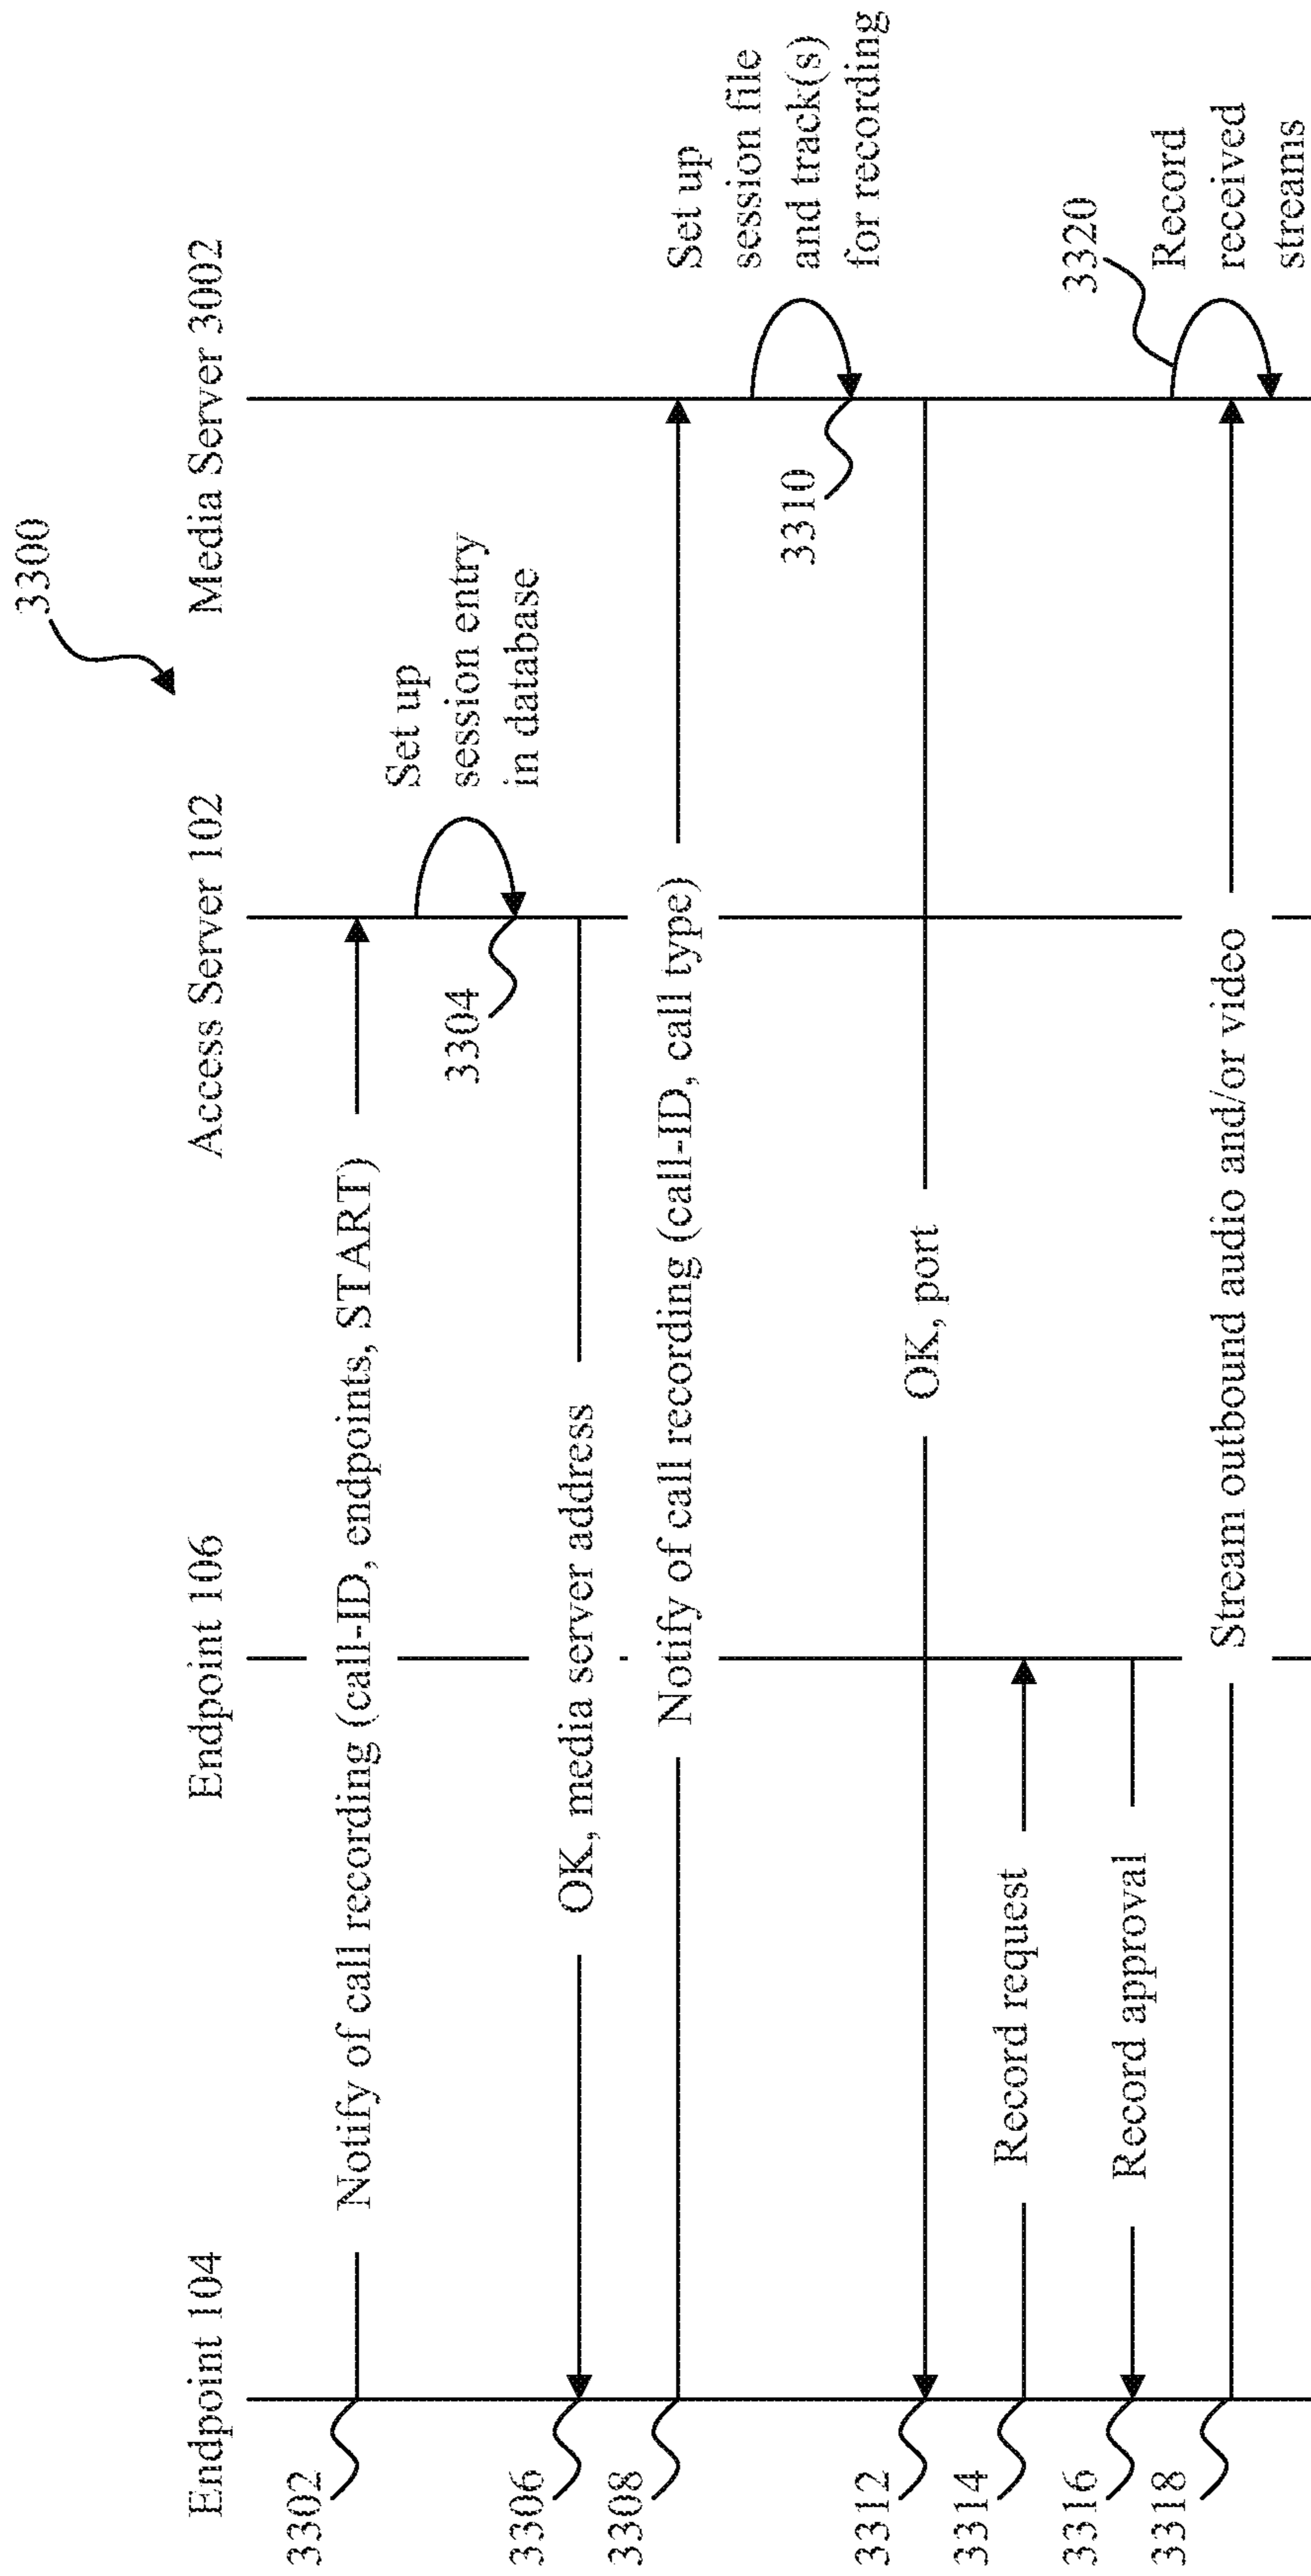 3300
Endpoint 104
Endpoint 106
Access Server 102
Media Server 3002
3302
Notify of call recording (call-ID, endpoints, START)
Set up
session entry
in database
3304
3306
OK, media server address
3308
Notify of call recording (call-ID, call type)
Set up
session file
and track(s)
for recording
3310
3312
OK, port
3314
Record request
3316
Record approval
3318
Stream outbound audio and/or video
3320
Record
received
streams